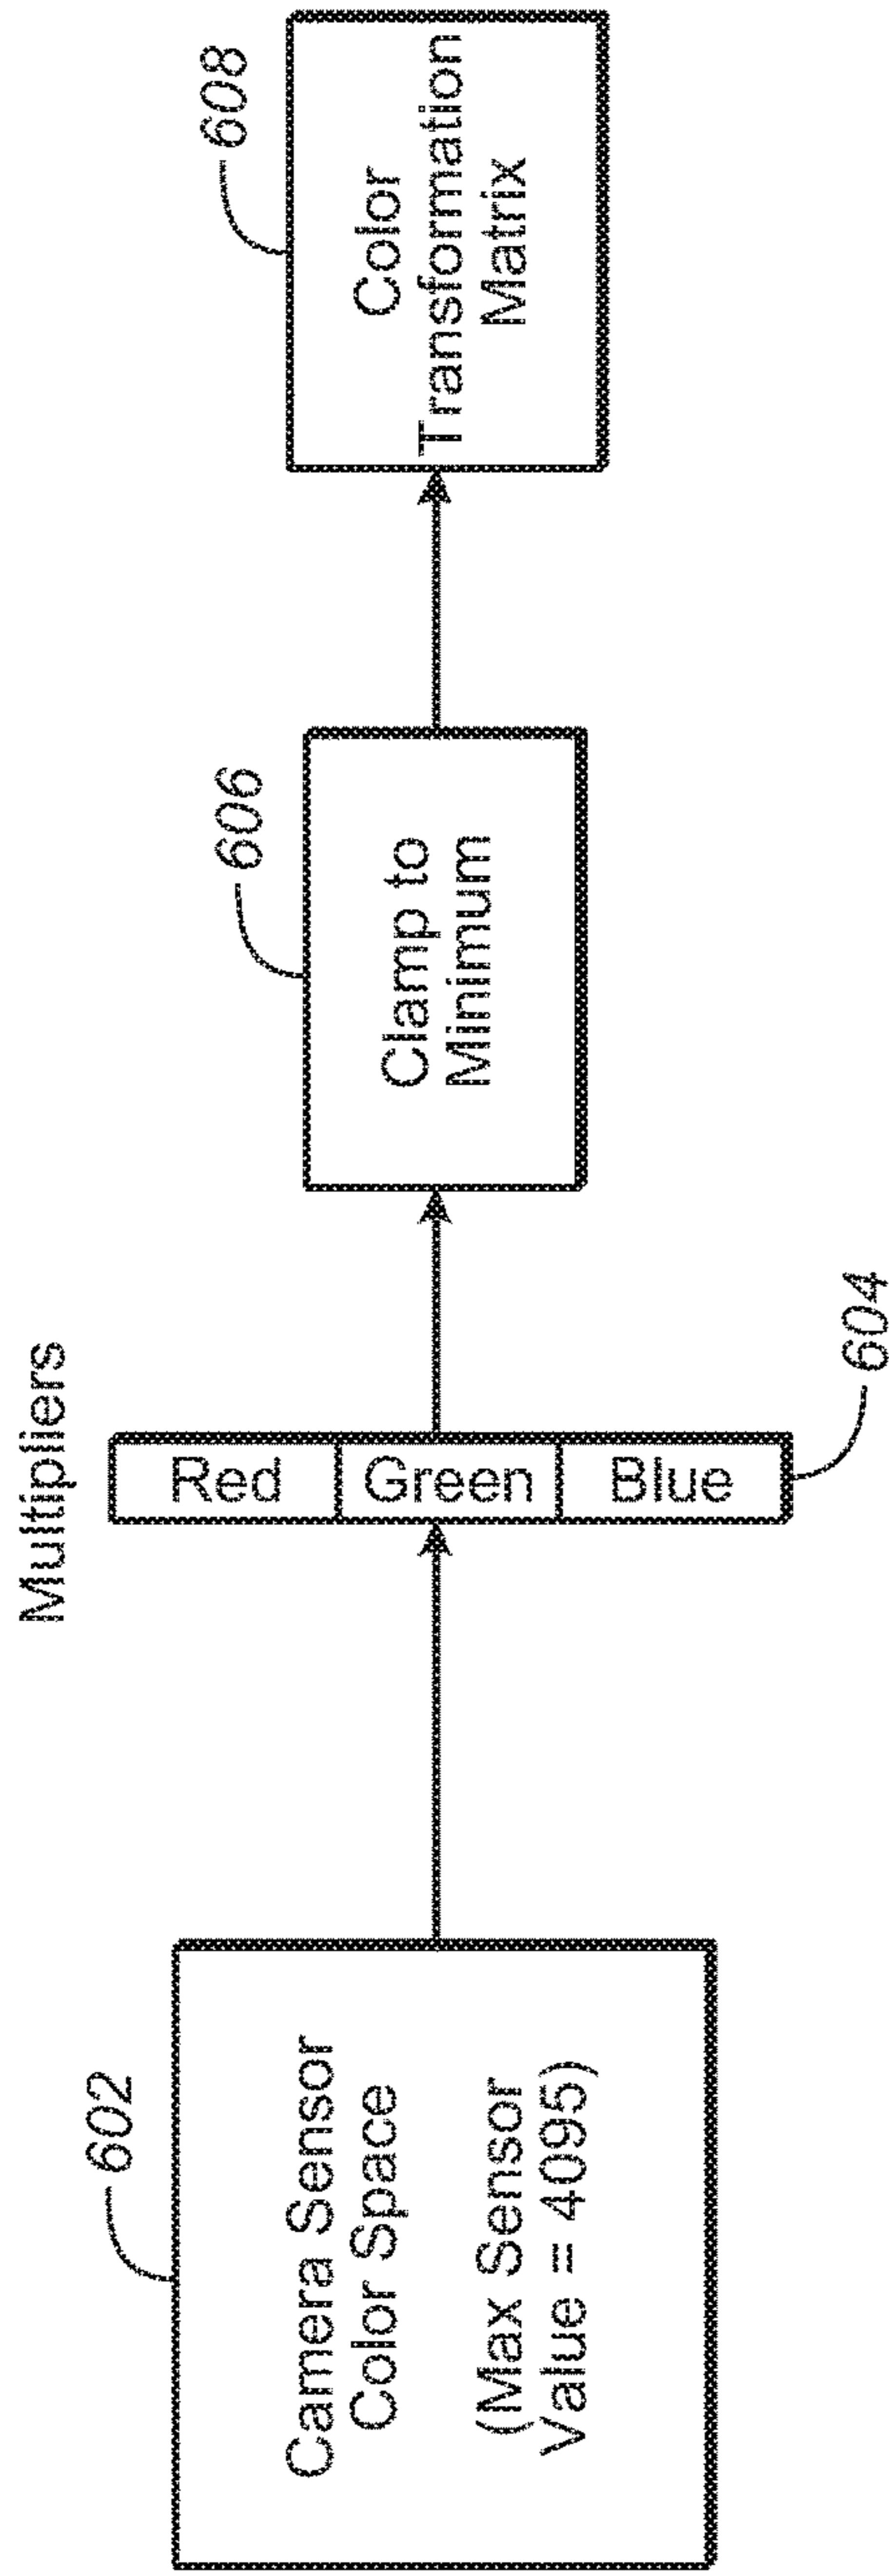 602
Camera Sensor
Color Space
(Max Sensor
Value = 4095)
Multipliers
Red
Green
Blue
604
606
Clamp to
Minimum
608
Color
Transformation
Matrix